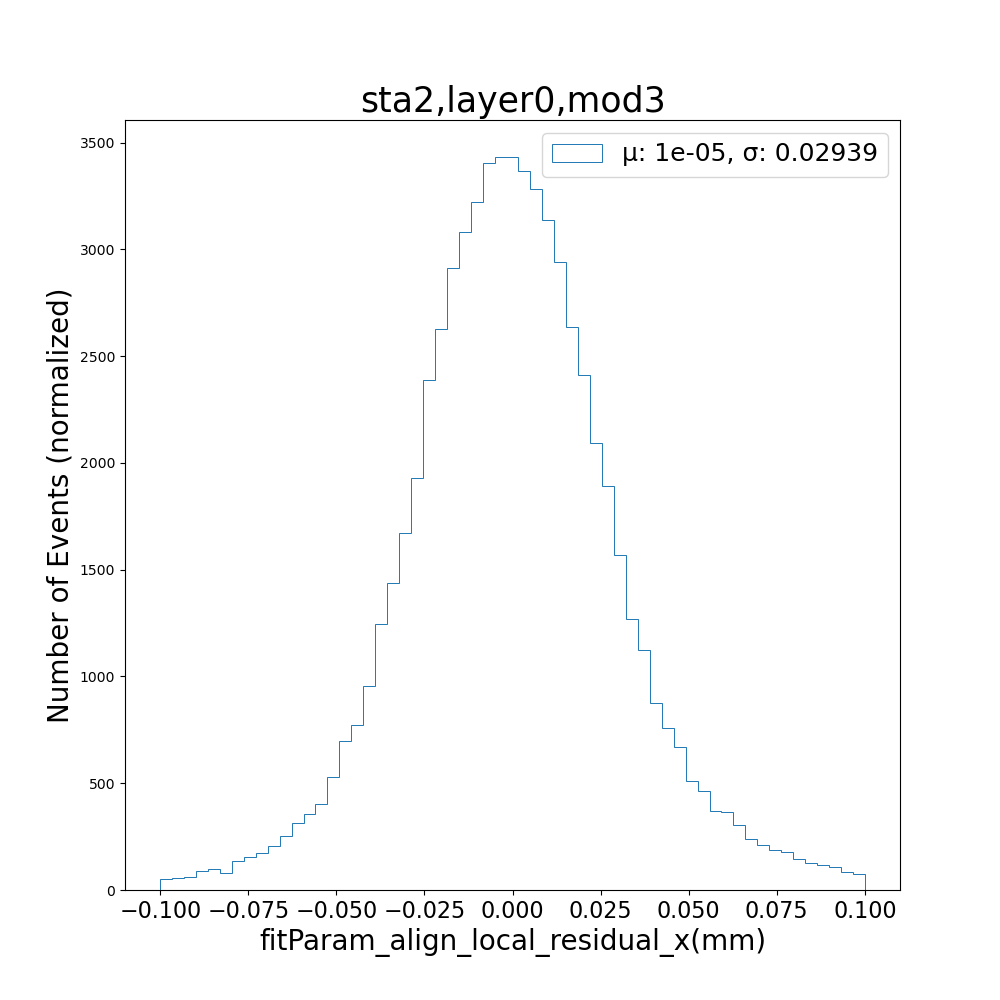 sta2,layer0,mod3
μ: 1e-05, σ: 0.02939
Number of Events (normalized)
3500
3000
2500
2000
1500
1000
500
0
−0.100 −0.075 −0.050 −0.025 0.000 0.025 0.050 0.075 0.100
fitParam_align_local_residual_x(mm)